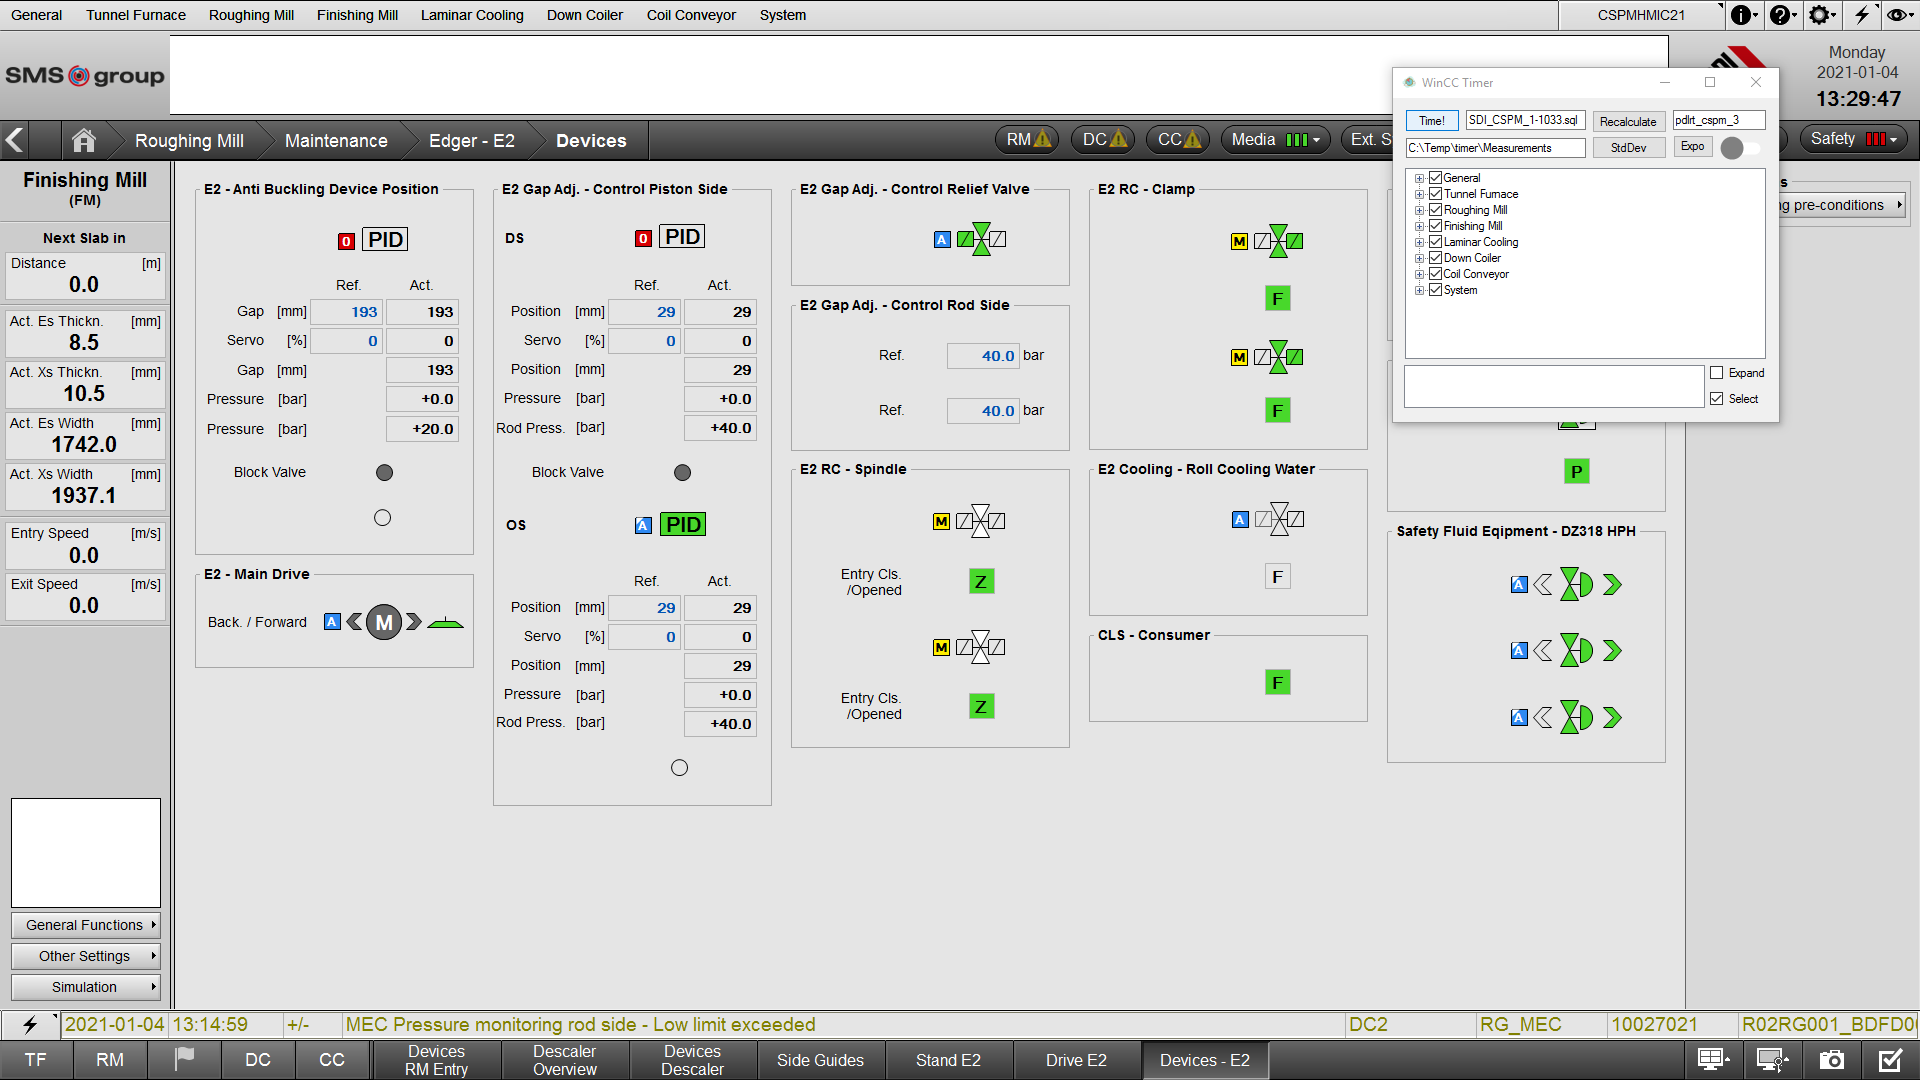 General Tunnel Furnace Roughing Mill Finishing Mill Laminar Cooling Down Coiler Coil Conveyor System CSPMHMIC21
SMS group
Monday
2021-01-04
13:29:47
Roughing Mill Maintenance Edger - E2 Devices RM DC CC Media Ext. S Safety
WinCC Timer
Time! SDI_CSPM_1-1033.sql Recalculate pdlrt_cspm_3
C:\Temp\timer\Measurements StdDev Expo
General
Tunnel Furnace
Roughing Mill
Finishing Mill
Laminar Cooling
Down Coiler
Coil Conveyor
System
Expand
Select
s
g pre-conditions
Finishing Mill
(FM)
Next Slab in
Distance [m]
0.0
Act. Es Thickn. [mm]
8.5
Act. Xs Thickn. [mm]
10.5
Act. Es Width [mm]
1742.0
Act. Xs Width [mm]
1937.1
Entry Speed [m/s]
0.0
Exit Speed [m/s]
0.0
General Functions
Other Settings
Simulation
E2 - Anti Buckling Device Position
0 PID
Ref. Act.
Gap [mm] 193 193
Servo [%] 0 0
Gap [mm] 193
Pressure [bar] +0.0
Pressure [bar] +20.0
Block Valve
E2 - Main Drive
Back. / Forward A M
E2 Gap Adj. - Control Piston Side
DS 0 PID
Ref. Act.
Position [mm] 29 29
Servo [%] 0 0
Position [mm] 29
Pressure [bar] +0.0
Rod Press. [bar] +40.0
Block Valve
OS A PID
Ref. Act.
Position [mm] 29 29
Servo [%] 0 0
Position [mm] 29
Pressure [bar] +0.0
Rod Press. [bar] +40.0
E2 Gap Adj. - Control Relief Valve
A
E2 Gap Adj. - Control Rod Side
Ref. 40.0 bar
Ref. 40.0 bar
E2 RC - Spindle
M
Entry Cls.
/Opened Z
M
Entry Cls.
/Opened Z
E2 RC - Clamp
M
F
M
F
E2 Cooling - Roll Cooling Water
A
F
CLS - Consumer
F
P
Safety Fluid Eqipment - DZ318 HPH
A
A
A
2021-01-04 13:14:59 +/- MEC Pressure monitoring rod side - Low limit exceeded DC2 RG_MEC 10027021
TF RM DC CC
Devices
RM Entry
Descaler
Overview
Devices
Descaler
Side Guides
Stand E2
Drive E2
Devices - E2